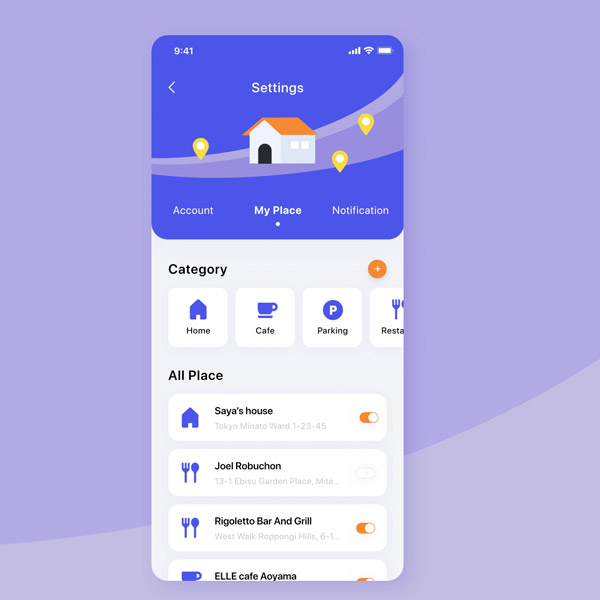 9:41
Settings
Account My Place Notification
Category
+
Home Cafe Parking Resta
P
All Place
Saya's house
Tokyo Minato Ward 1-23-45
Joel Robuchon
13-1 Ebisu Garden Place, Mita...
Rigoletto Bar And Grill
West Walk Roppongi Hills, 6-1...
ELLE cafe Aoyama